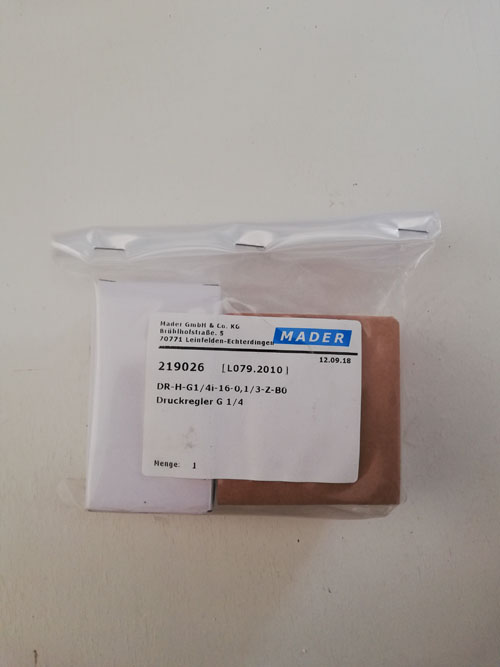 Mader GmbH & Co. KG
Brühlhofstraße. 5
70771 Leinfelden-Echterdingen
MADER
12.09.18
219026 [L079.2010 ]
DR-H-G1/4i-16-0,1/3-Z-B0
Druckregler G 1/4
Menge: 1